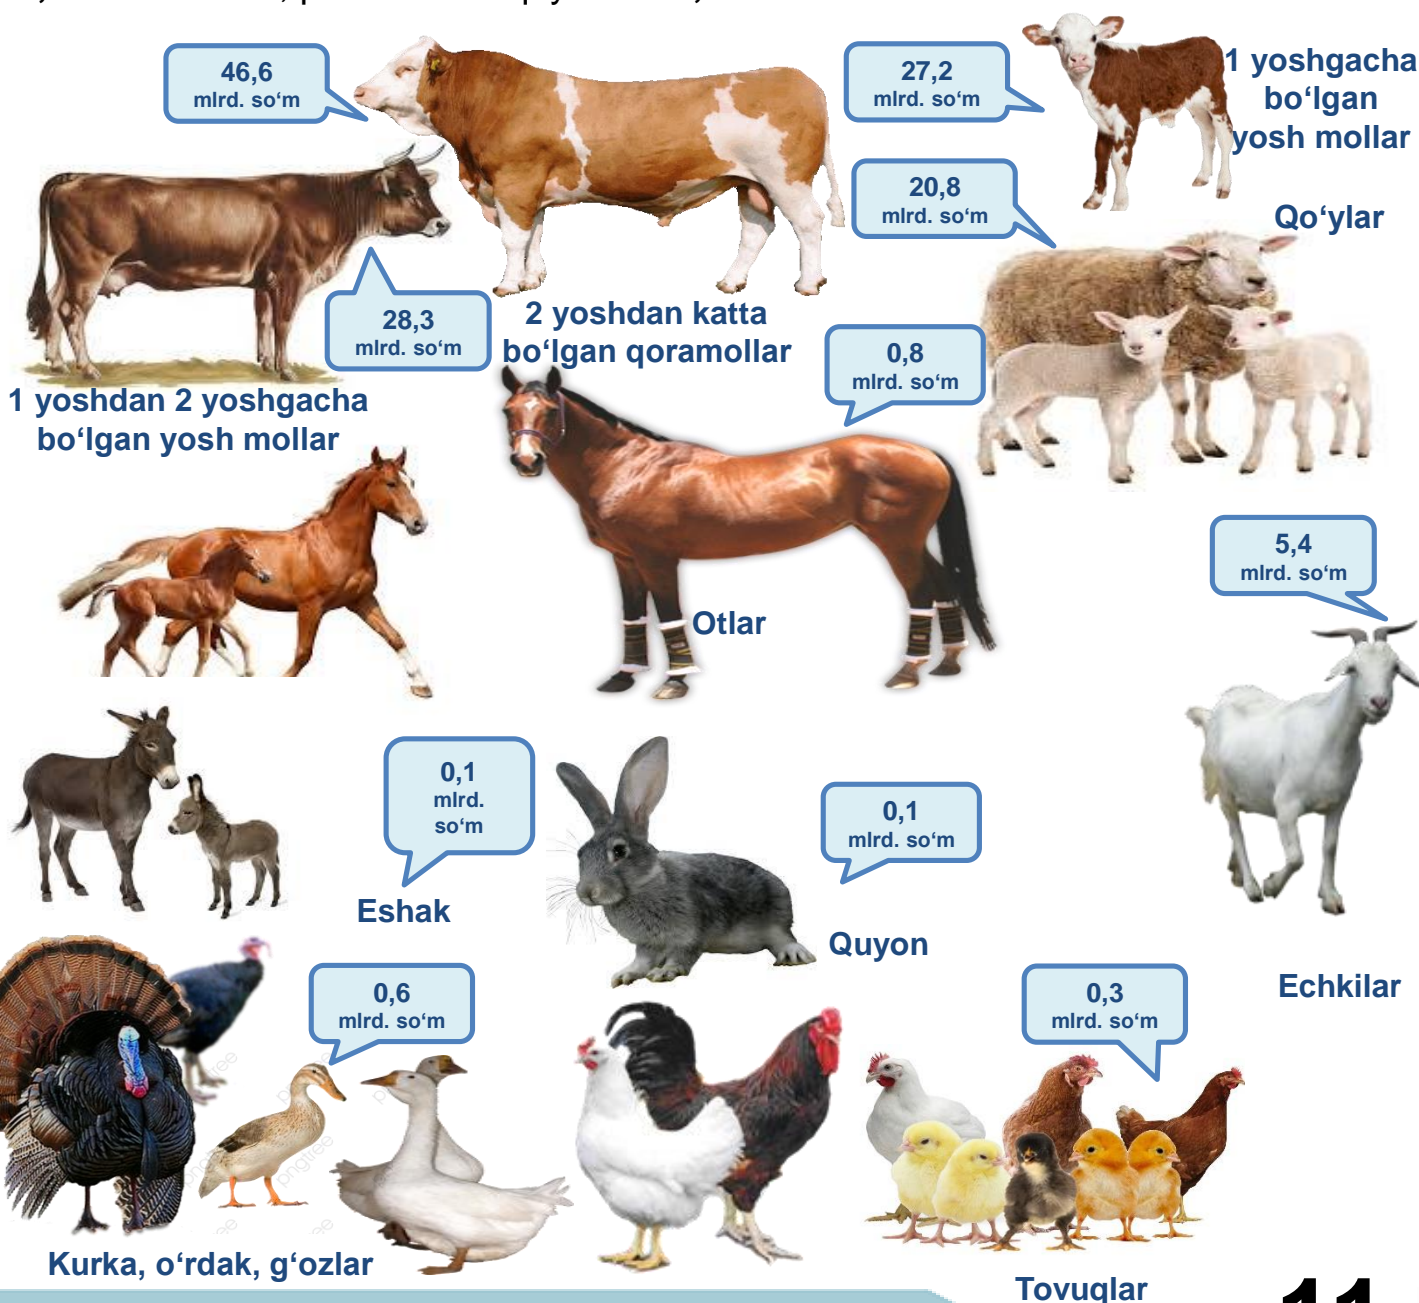 46,6
mlrd. so‘m
27,2
mlrd. so‘m
1 yoshgacha
bo‘lgan
yosh mollar
20,8
mlrd. so‘m
Qo‘ylar
28,3
mlrd. so‘m
2 yoshdan katta
bo‘lgan qoramollar
0,8
mlrd. so‘m
1 yoshdan 2 yoshgacha
bo‘lgan yosh mollar
5,4
mlrd. so‘m
Otlar
0,1
mlrd.
so‘m
0,1
mlrd. so‘m
Eshak
Quyon
Echkilar
0,6
mlrd. so‘m
0,3
mlrd. so‘m
pngtree
pngtree
Kurka, o‘rdak, g‘ozlar
Tovuqlar
11